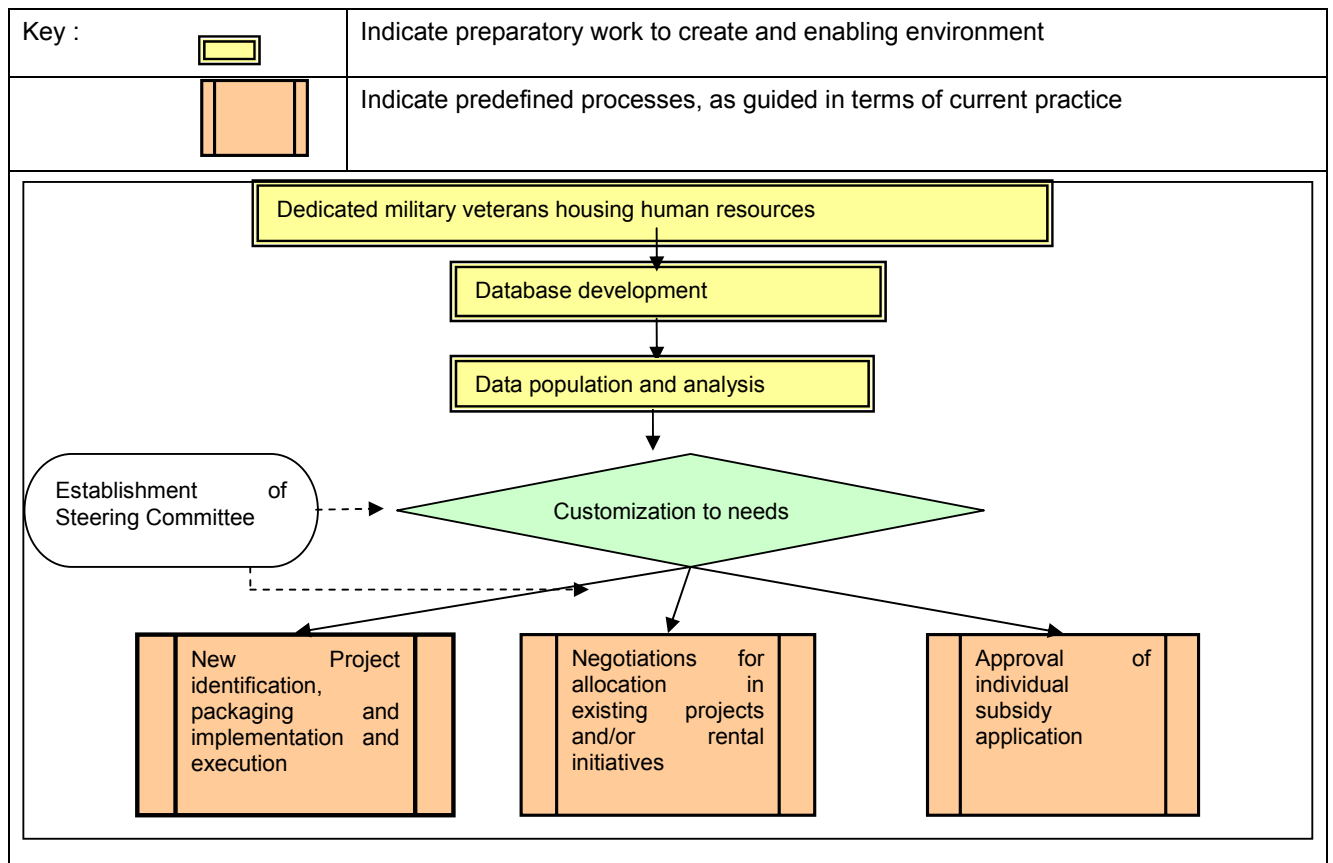 Key :
Indicate preparatory work to create and enabling environment
Indicate predefined processes, as guided in terms of current practice
Dedicated military veterans housing human resources
Database development
Data population and analysis
Establishment of
Steering Committee
Customization to needs
New Project
identification,
packaging and
implementation and
execution
Negotiations for
allocation in
existing projects
and/or rental
initiatives
Approval of
individual
subsidy
application